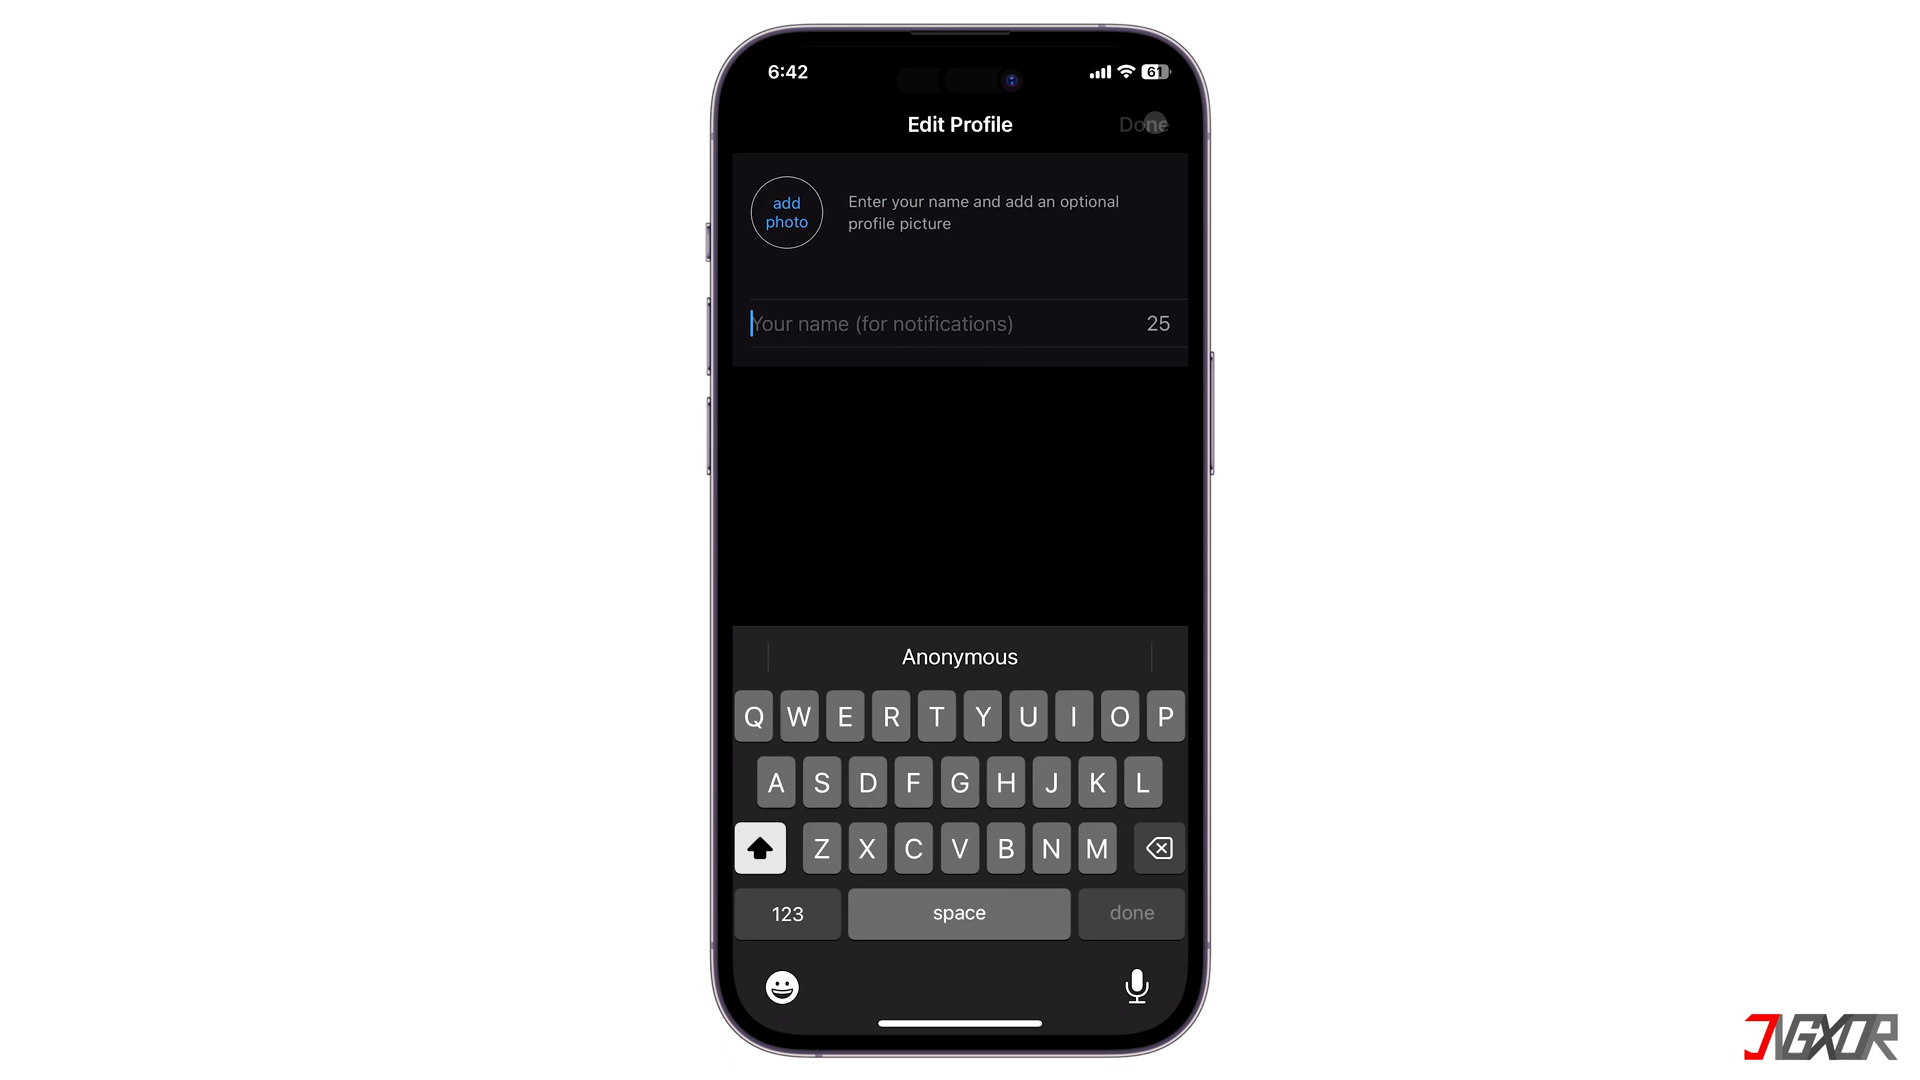 6:42
61
Edit Profile
Done
add
photo
Enter your name and add an optional
profile picture
Your name (for notifications)
25
Anonymous
Q W E R T Y U I O P
A S D F G H J K L
Z X C V B N M
123
space
done
JVGXOR